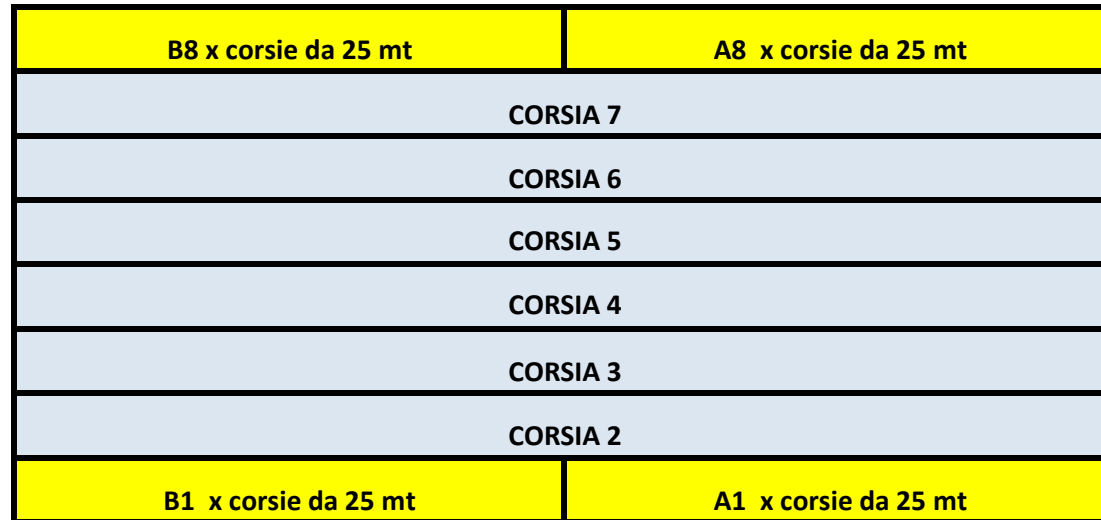 B8 x corsie da 25 mt
A8 x corsie da 25 mt
CORSIA 7
CORSIA 6
CORSIA 5
CORSIA 4
CORSIA 3
CORSIA 2
B1 x corsie da 25 mt
A1 x corsie da 25 mt